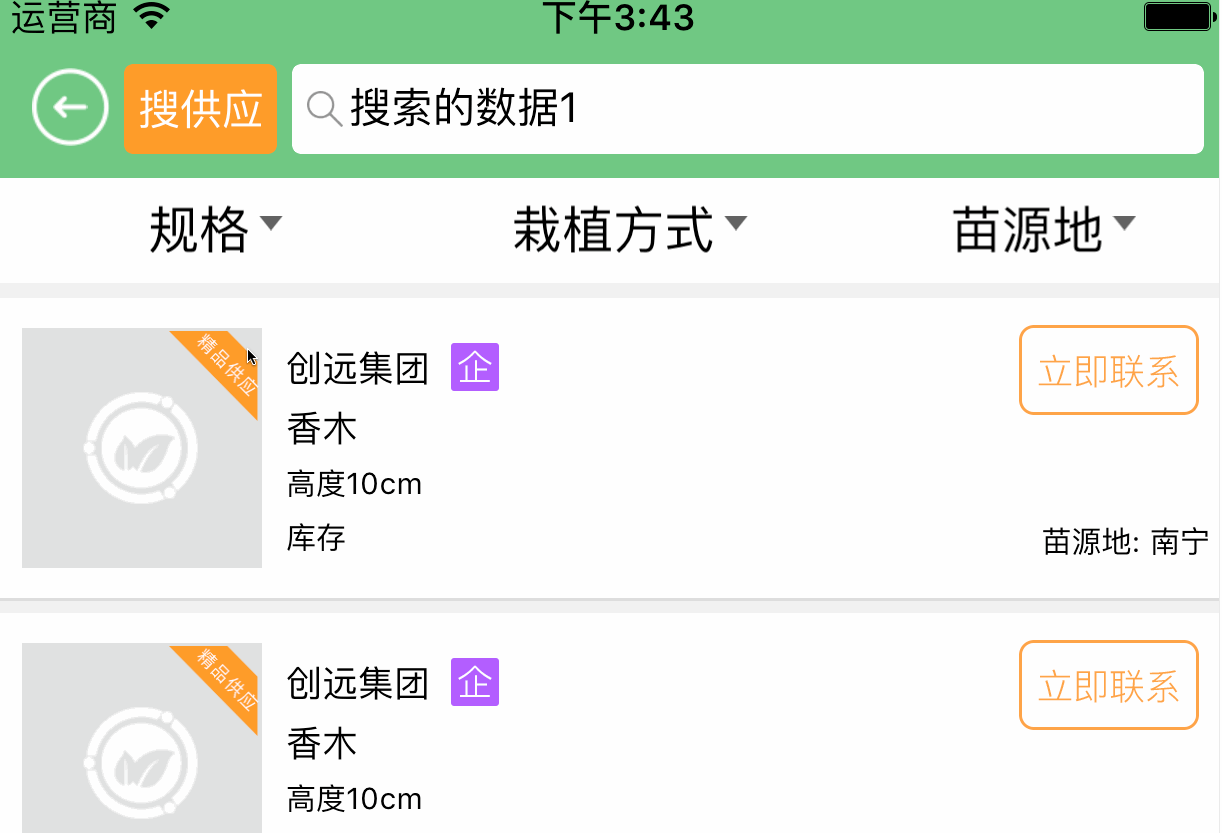 运营商 下午3:43
搜供应 搜索的数据1
规格 栽植方式 苗源地
精品供应
创远集团 企 立即联系
香木
高度10cm
库存 苗源地: 南宁
精品供应
创远集团 企 立即联系
香木
高度10cm